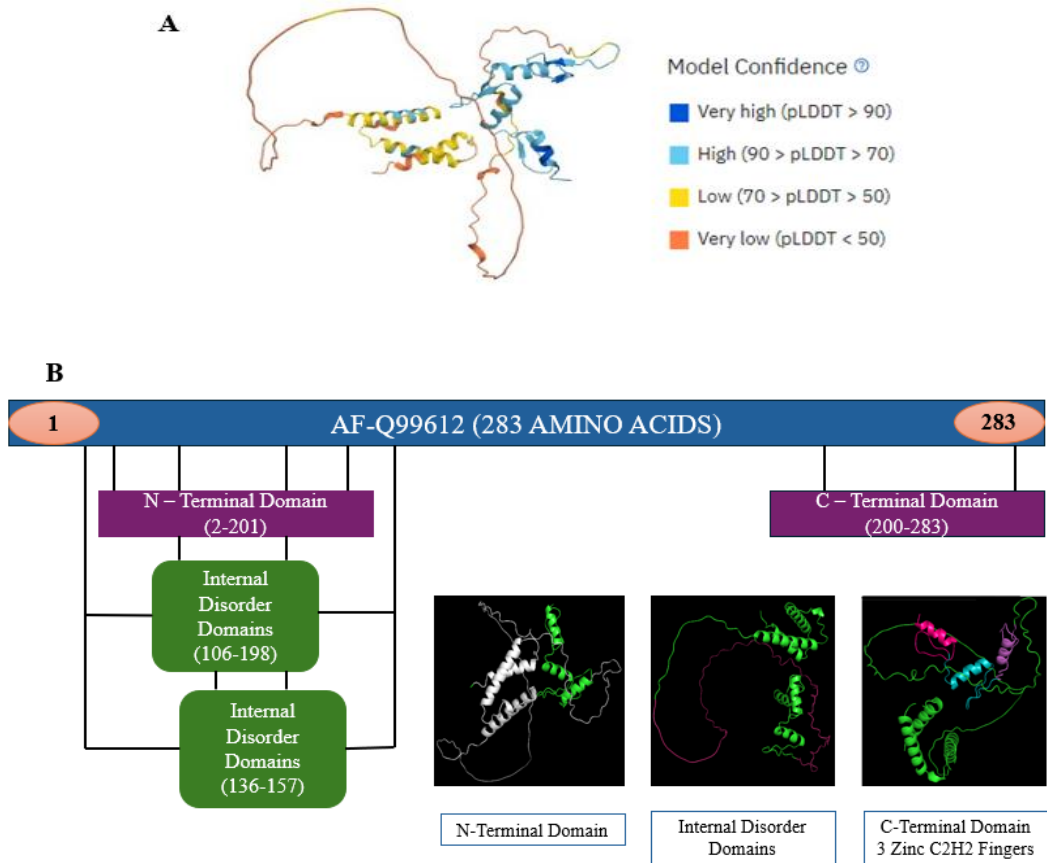 A
Model Confidence ?
Very high (pLDDT > 90)
High (90 > pLDDT > 70)
Low (70 > pLDDT > 50)
Very low (pLDDT < 50)
B
1
AF-Q99612 (283 AMINO ACIDS)
283
N – Terminal Domain
(2-201)
C – Terminal Domain
(200-283)
Internal
Disorder
Domains
(106-198)
Internal
Disorder
Domains
(136-157)
N-Terminal Domain
Internal Disorder
Domains
C-Terminal Domain
3 Zinc C2H2 Fingers